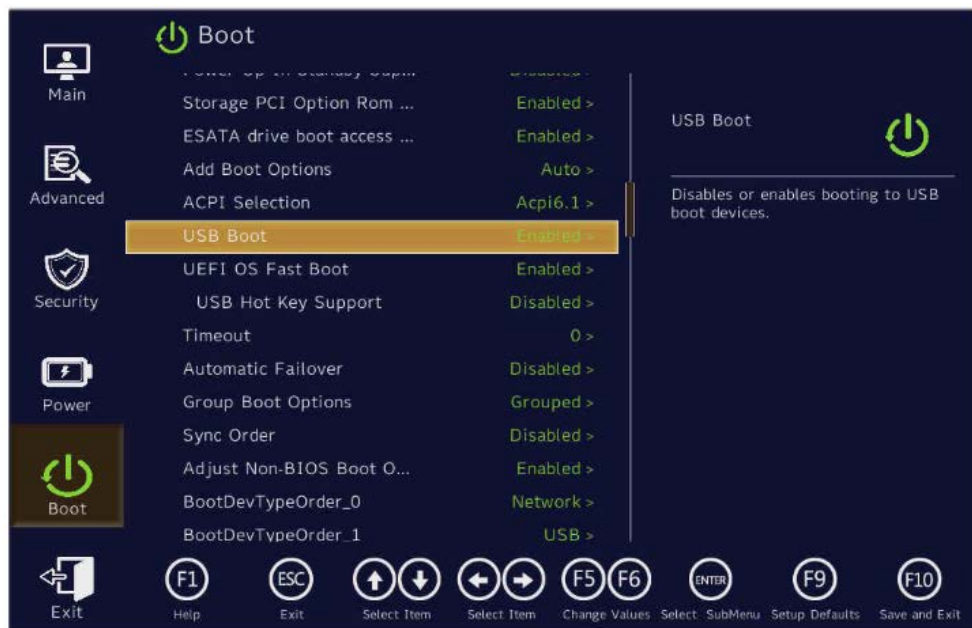 Boot
Main
Advanced
Security
Power
Boot
Exit
Storage PCI Option Rom ... Enabled >
ESATA drive boot access ... Enabled >
Add Boot Options Auto >
ACPI Selection Acpi6.1 >
USB Boot Enabled >
UEFI OS Fast Boot Enabled >
USB Hot Key Support Disabled >
Timeout 0 >
Automatic Failover Disabled >
Group Boot Options Grouped >
Sync Order Disabled >
Adjust Non-BIOS Boot O... Enabled >
BootDevTypeOrder_0 Network >
BootDevTypeOrder_1 USB >
USB Boot
Disables or enables booting to USB
boot devices.
F1 ESC F5 F6 ENTER F9 F10
Help Exit Select Item Select Item Change Values Select SubMenu Setup Defaults Save and Exit